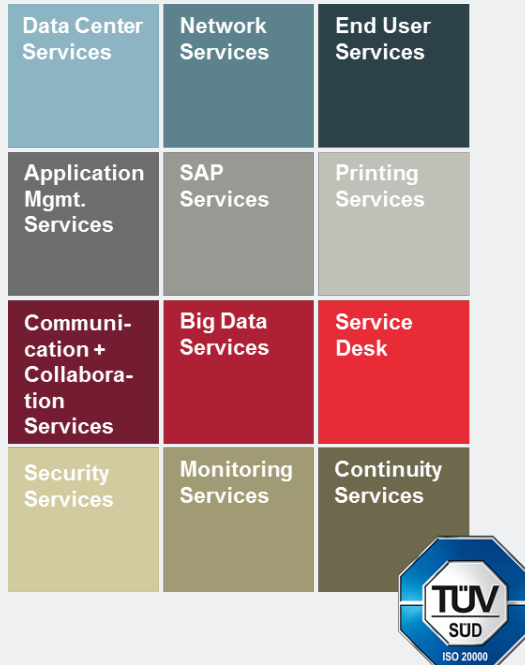 Data Center
Services
Network
Services
End User
Services
Application
Mgmt.
Services
SAP
Services
Printing
Services
Communi-
cation +
Collabora-
tion
Services
Big Data
Services
Service
Desk
Security
Services
Monitoring
Services
Continuity
Services
TÜV
SÜD
ISO 20000